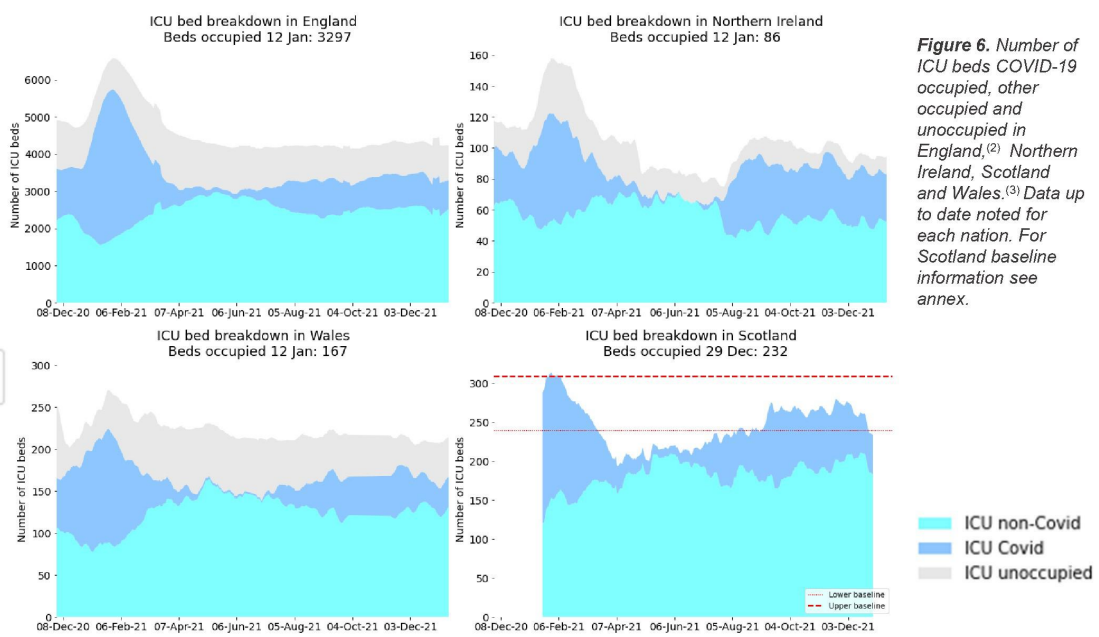 ICU bed breakdown in England
Beds occupied 12 Jan: 3297
Number of ICU beds
6000
5000
4000
3000
2000
1000
0
08-Dec-20 06-Feb-21 07-Apr-21 06-Jun-21 05-Aug-21 04-Oct-21 03-Dec-21
ICU bed breakdown in Northern Ireland
Beds occupied 12 Jan: 86
Number of ICU beds
160
140
120
100
80
60
40
20
0
08-Dec-20 06-Feb-21 07-Apr-21 06-Jun-21 05-Aug-21 04-Oct-21 03-Dec-21
Figure 6. Number of
ICU beds COVID-19
occupied, other
occupied and
unoccupied in
England,(2) Northern
Ireland, Scotland
and Wales.(3) Data up
to date noted for
each nation. For
Scotland baseline
information see
annex.
ICU bed breakdown in Wales
Beds occupied 12 Jan: 167
Number of ICU beds
300
250
200
150
100
50
0
08-Dec-20 06-Feb-21 07-Apr-21 06-Jun-21 05-Aug-21 04-Oct-21 03-Dec-21
ICU bed breakdown in Scotland
Beds occupied 29 Dec: 232
Number of ICU beds
300
250
200
150
100
50
0
08-Dec-20 06-Feb-21 07-Apr-21 06-Jun-21 05-Aug-21 04-Oct-21 03-Dec-21
Lower baseline
Upper baseline
ICU non-Covid
ICU Covid
ICU unoccupied